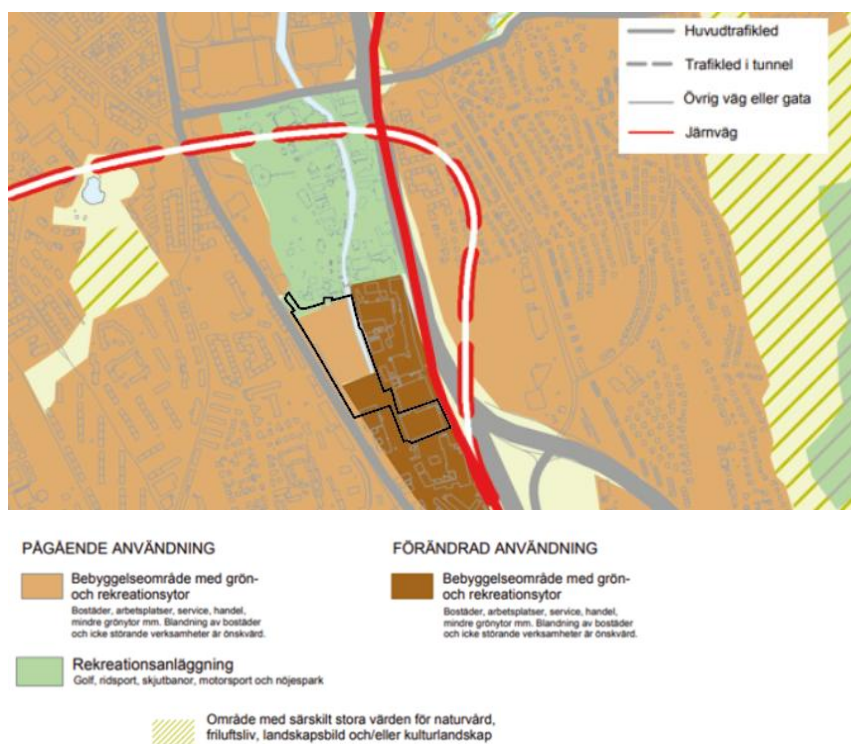 Huvudtrafikled
Trafikled i tunnel
Övrig väg eller gata
Järnväg
PÅGÅENDE ANVÄNDNING
Bebyggelseområde med grön-
och rekreationsytor
Bostäder, arbetsplatser, service, handel,
mindre grönytor mm. Blandning av bostäder
och icke störande verksamheter är önskvärd.
Rekreationsanläggning
Golf, ridsport, skjutbanor, motorsport och nöjespark
FÖRÄNDRAD ANVÄNDNING
Bebyggelseområde med grön-
och rekreationsytor
Bostäder, arbetsplatser, service, handel,
mindre grönytor mm. Blandning av bostäder
och icke störande verksamheter är önskvärd.
Område med särskilt stora värden för naturvård,
friluftsliv, landskapsbild och/eller kulturlandskap